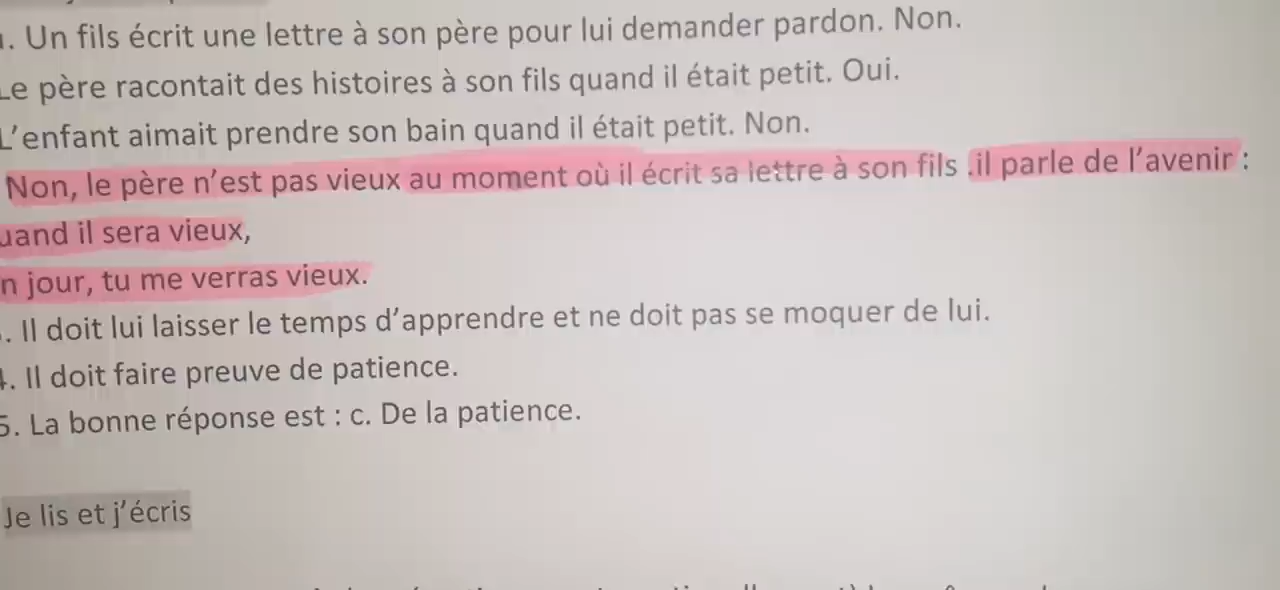 . Un fils écrit une lettre à son père pour lui demander pardon. Non.
Le père racontait des histoires à son fils quand il était petit. Oui.
L'enfant aimait prendre son bain quand il était petit. Non.
Non, le père n'est pas vieux au moment où il écrit sa lettre à son fils .il parle de l'avenir :
uand il sera vieux,
n jour, tu me verras vieux.
. Il doit lui laisser le temps d'apprendre et ne doit pas se moquer de lui.
4. Il doit faire preuve de patience.
5. La bonne réponse est : c. De la patience.
Je lis et j'écris